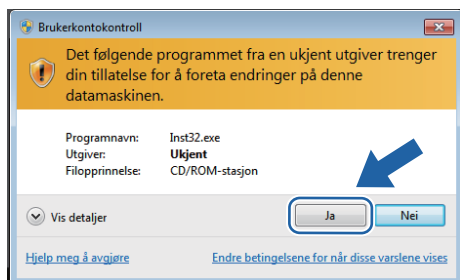 Brukerkontokontroll
Det følgende programmet fra en ukjent utgiver trenger
din tillatelse for å foreta endringer på denne
datamaskinen.
Programnavn: Inst32.exe
Utgiver: Ukjent
Filopprinnelse: CD/ROM-stasjon
Vis detaljer
Ja
Nei
Hjelp meg å avgjøre
Endre betingelsene for når disse varslene vises